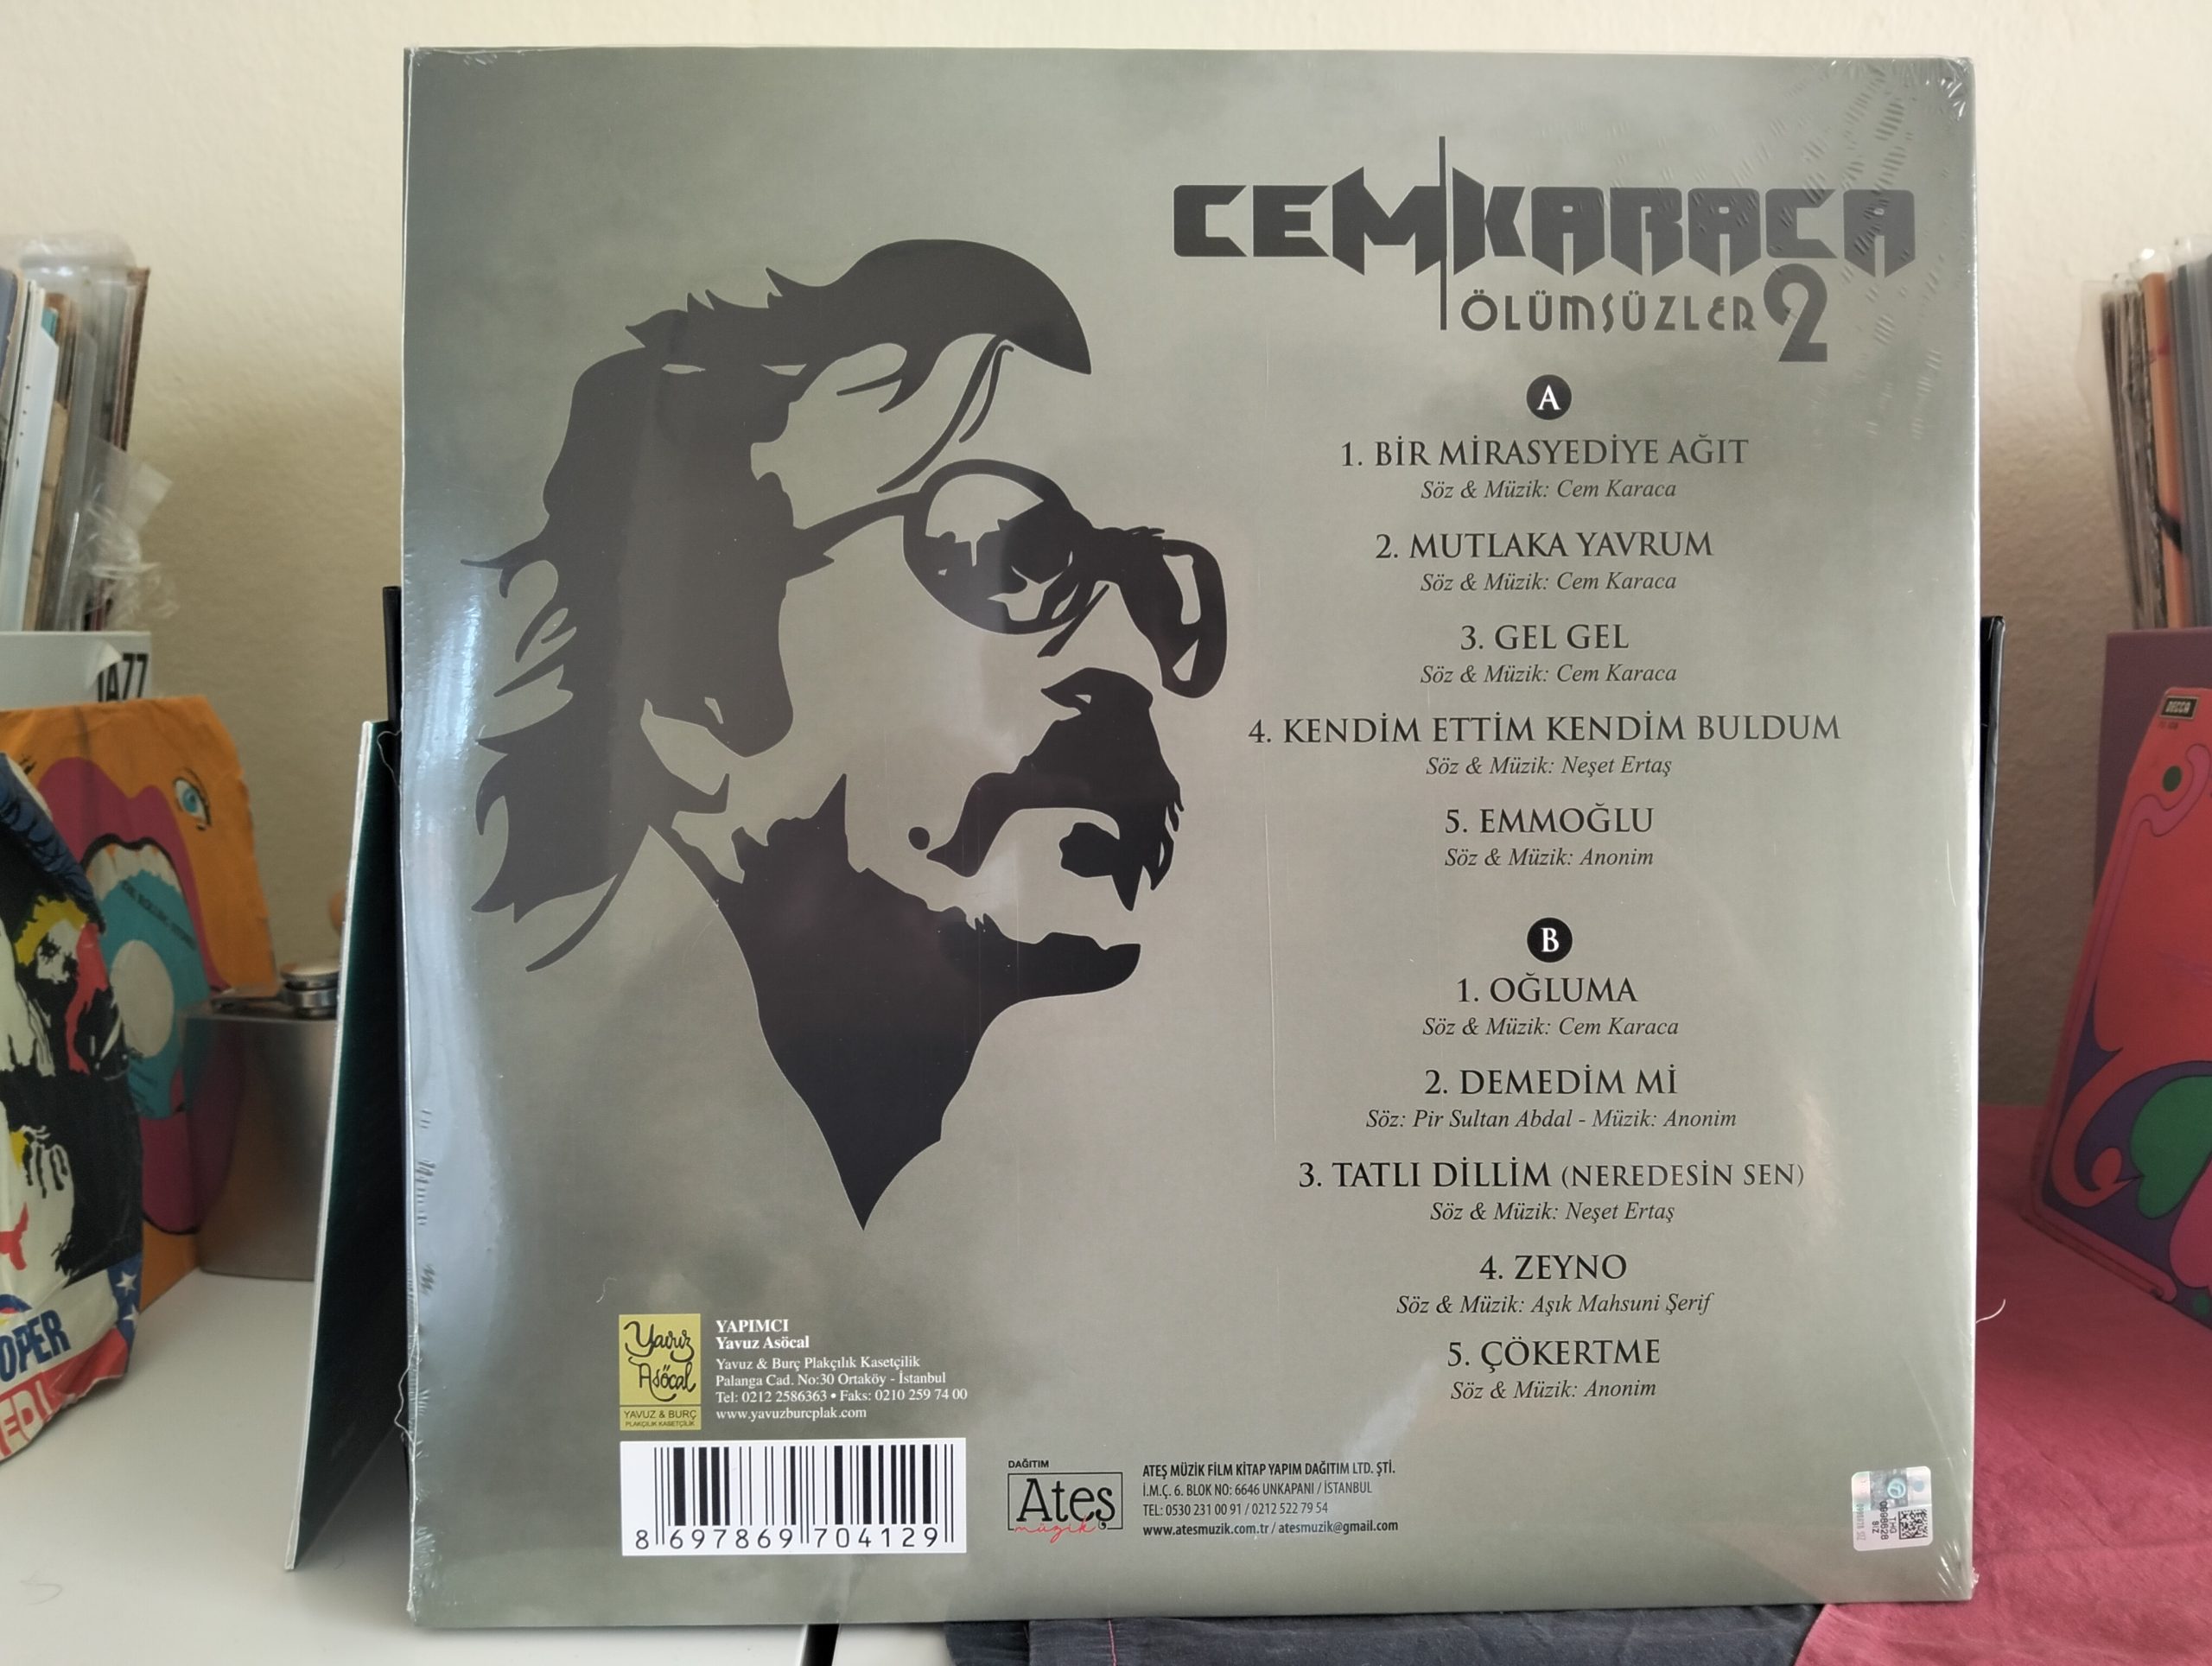 CEM KARACA
ÖLÜMSÜZLER 2
A
1. BİR MİRASYEDİYE AĞIT
Söz & Müzik: Cem Karaca
2. MUTLAKA YAVRUM
Söz & Müzik: Cem Karaca
3. GEL GEL
Söz & Müzik: Cem Karaca
4. KENDİM ETTİM KENDİM BULDUM
Söz & Müzik: Neşet Ertaş
5. EMMOĞLU
Söz & Müzik: Anonim
B
1. OĞLUMA
Söz & Müzik: Cem Karaca
2. DEMEDİM Mİ
Söz: Pir Sultan Abdal - Müzik: Anonim
3. TATLI DİLLİM (NEREDESİN SEN)
Söz & Müzik: Neşet Ertaş
4. ZEYNO
Söz & Müzik: Aşık Mahsuni Şerif
5. ÇÖKERTME
Söz & Müzik: Anonim
Yavuz
Asöcal
YAVUZ & BURÇ
PLAKÇILIK KASETÇİLİK
YAPIMCI
Yavuz Asöcal
Yavuz & Burç Plakçılık Kasetçilik
Palanga Cad. No:30 Ortaköy - İstanbul
Tel: 0212 2586363 • Faks: 0210 259 74 00
www.yavuzburcplak.com
8 697869 704129
DAĞITIM
Ateş
müzik
ATEŞ MÜZİK FİLM KİTAP YAPIM DAĞITIM LTD. ŞTİ.
İ.M.Ç. 6. BLOK NO: 6646 UNKAPANI / İSTANBUL
TEL: 0530 231 00 91 / 0212 522 79 54
www.atesmuzik.com.tr / atesmuzik@gmail.com
JAZZ
OPER
DECCA